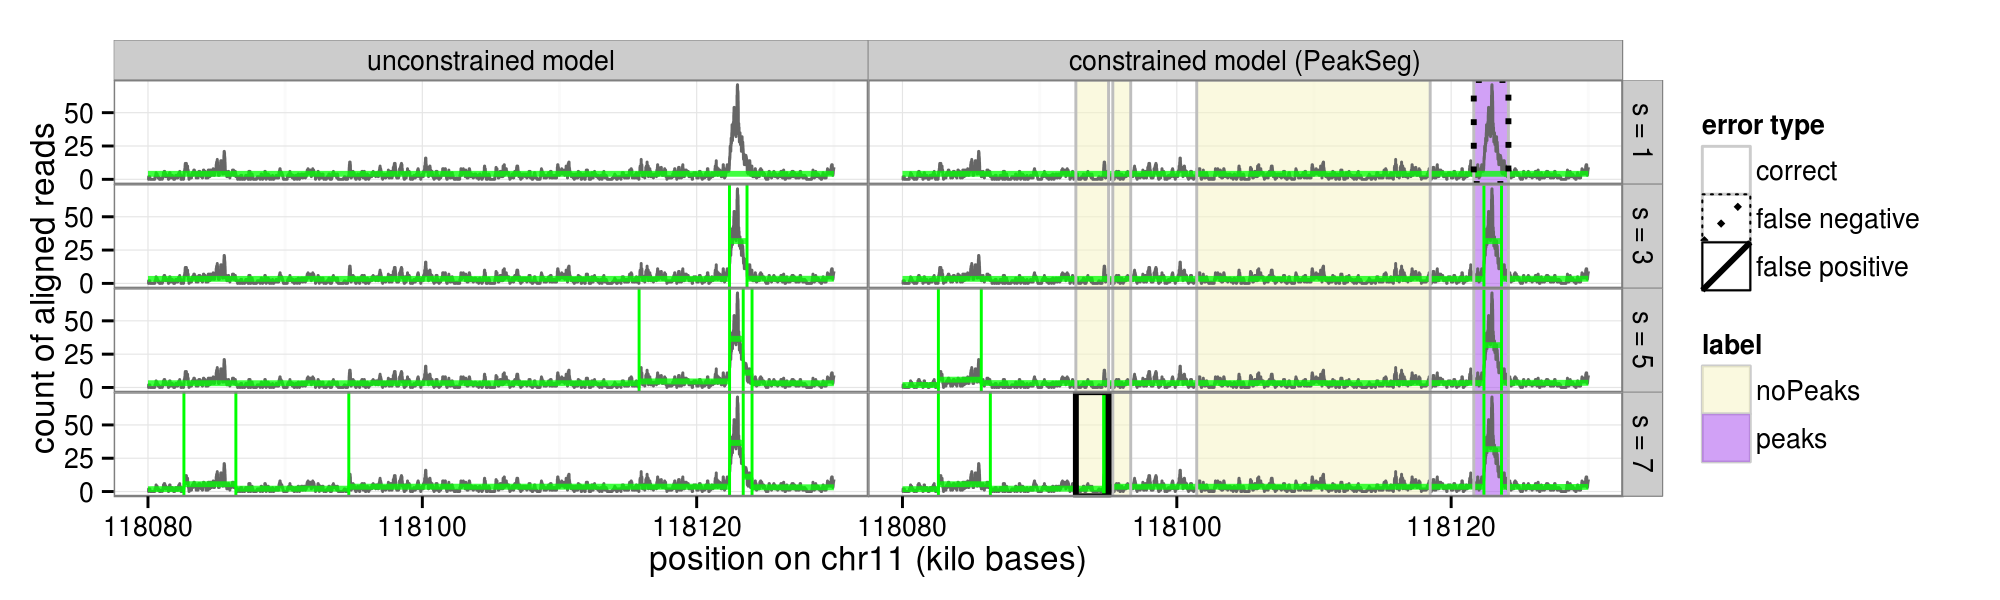 unconstrained model
constrained model (PeakSeg)
count of aligned reads
50
25
0
s = 1
50
25
0
s = 3
50
25
0
s = 5
50
25
0
s = 7
118080
118100
118120
118080
118100
118120
position on chr11 (kilo bases)
error type
correct
false negative
false positive
label
noPeaks
peaks